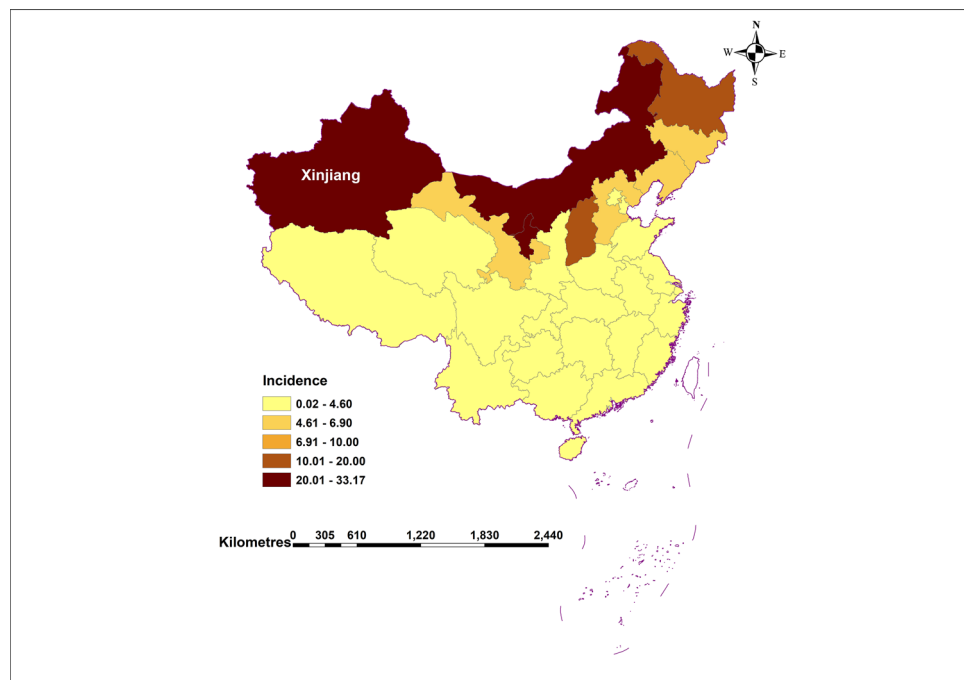 N
W E
S
Xinjiang
Incidence
0.02 - 4.60
4.61 - 6.90
6.91 - 10.00
10.01 - 20.00
20.01 - 33.17
Kilometres 0 305 610 1,220 1,830 2,440